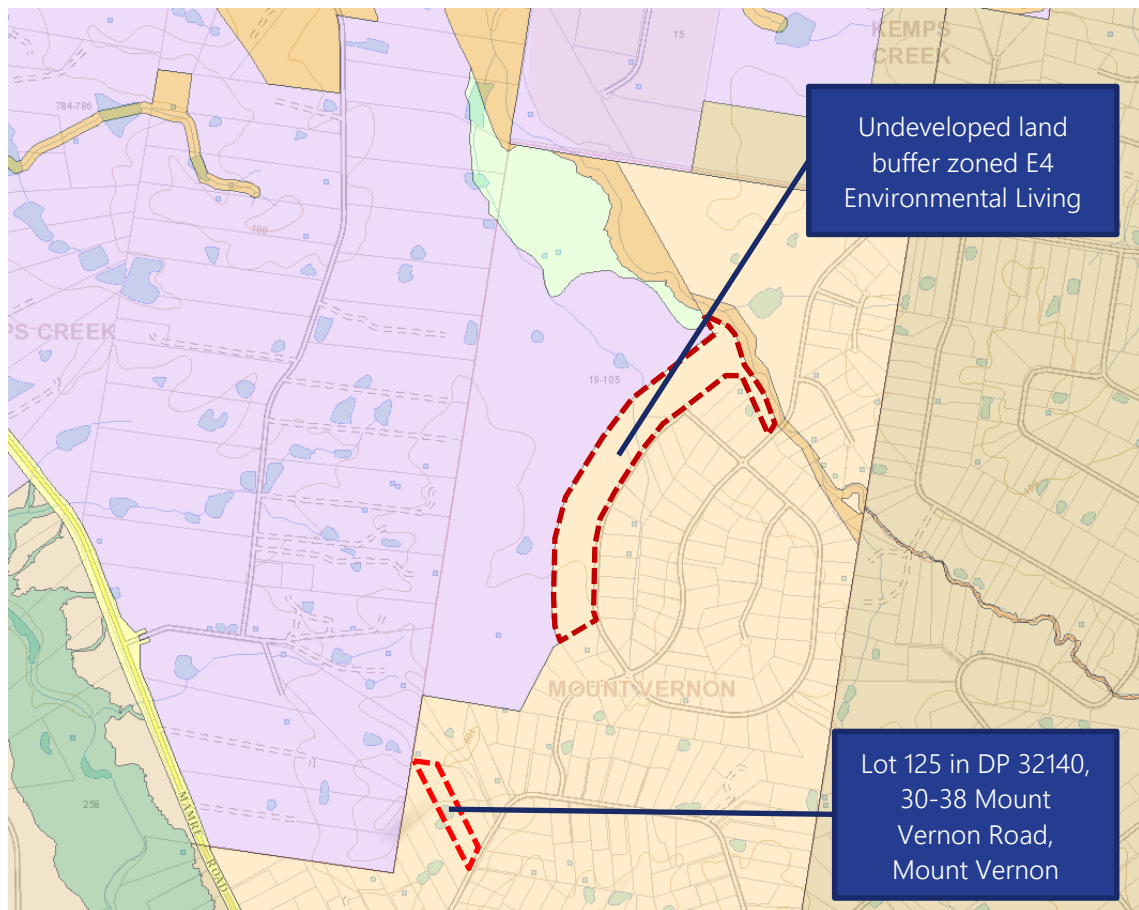 KEMPS
CREEK
15
784-786
Undeveloped land
buffer zoned E4
Environmental Living
PS CREEK
19-105
MOUNT VERNON
Lot 125 in DP 32140,
30-38 Mount
Vernon Road,
Mount Vernon
258
MAMRE ROAD